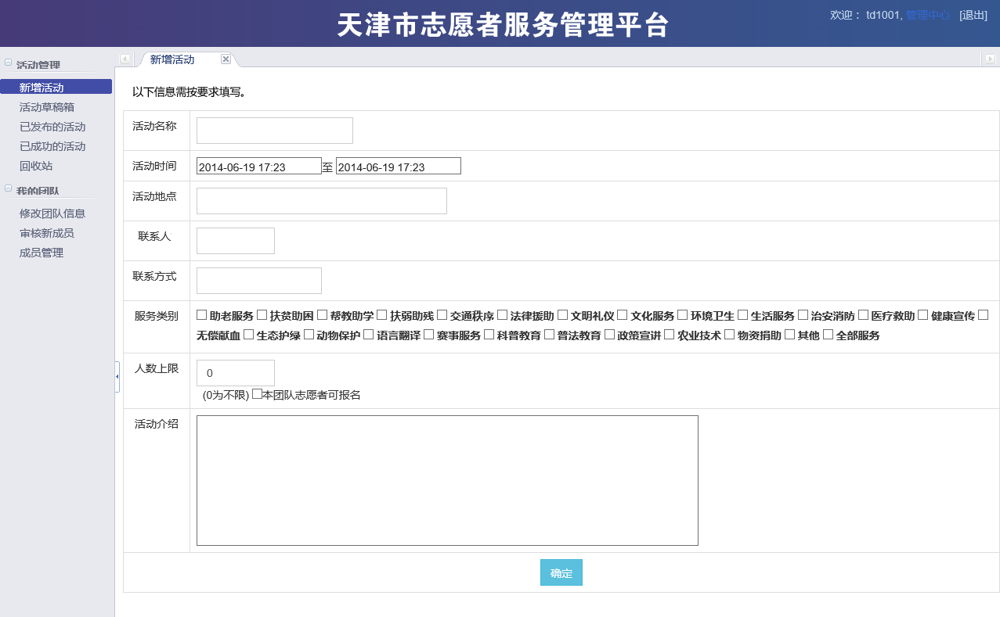 天津市志愿者服务管理平台
欢迎： td1001, 管理中心 [退出]
活动管理
新增活动
活动草稿箱
已发布的活动
已成功的活动
回收站
我的团队
修改团队信息
审核新成员
成员管理
新增活动
以下信息需按要求填写。
活动名称
活动时间 2014-06-19 17:23 至 2014-06-19 17:23
活动地点
联系人
联系方式
服务类别 助老服务 扶贫助困 帮教助学 扶弱助残 交通秩序 法律援助 文明礼仪 文化服务 环境卫生 生活服务 治安消防 医疗救助 健康宣传
无偿献血 生态护绿 动物保护 语言翻译 赛事服务 科普教育 普法教育 政策宣讲 农业技术 物资捐助 其他 全部服务
人数上限 0
(0为不限) 本团队志愿者可报名
活动介绍
确定